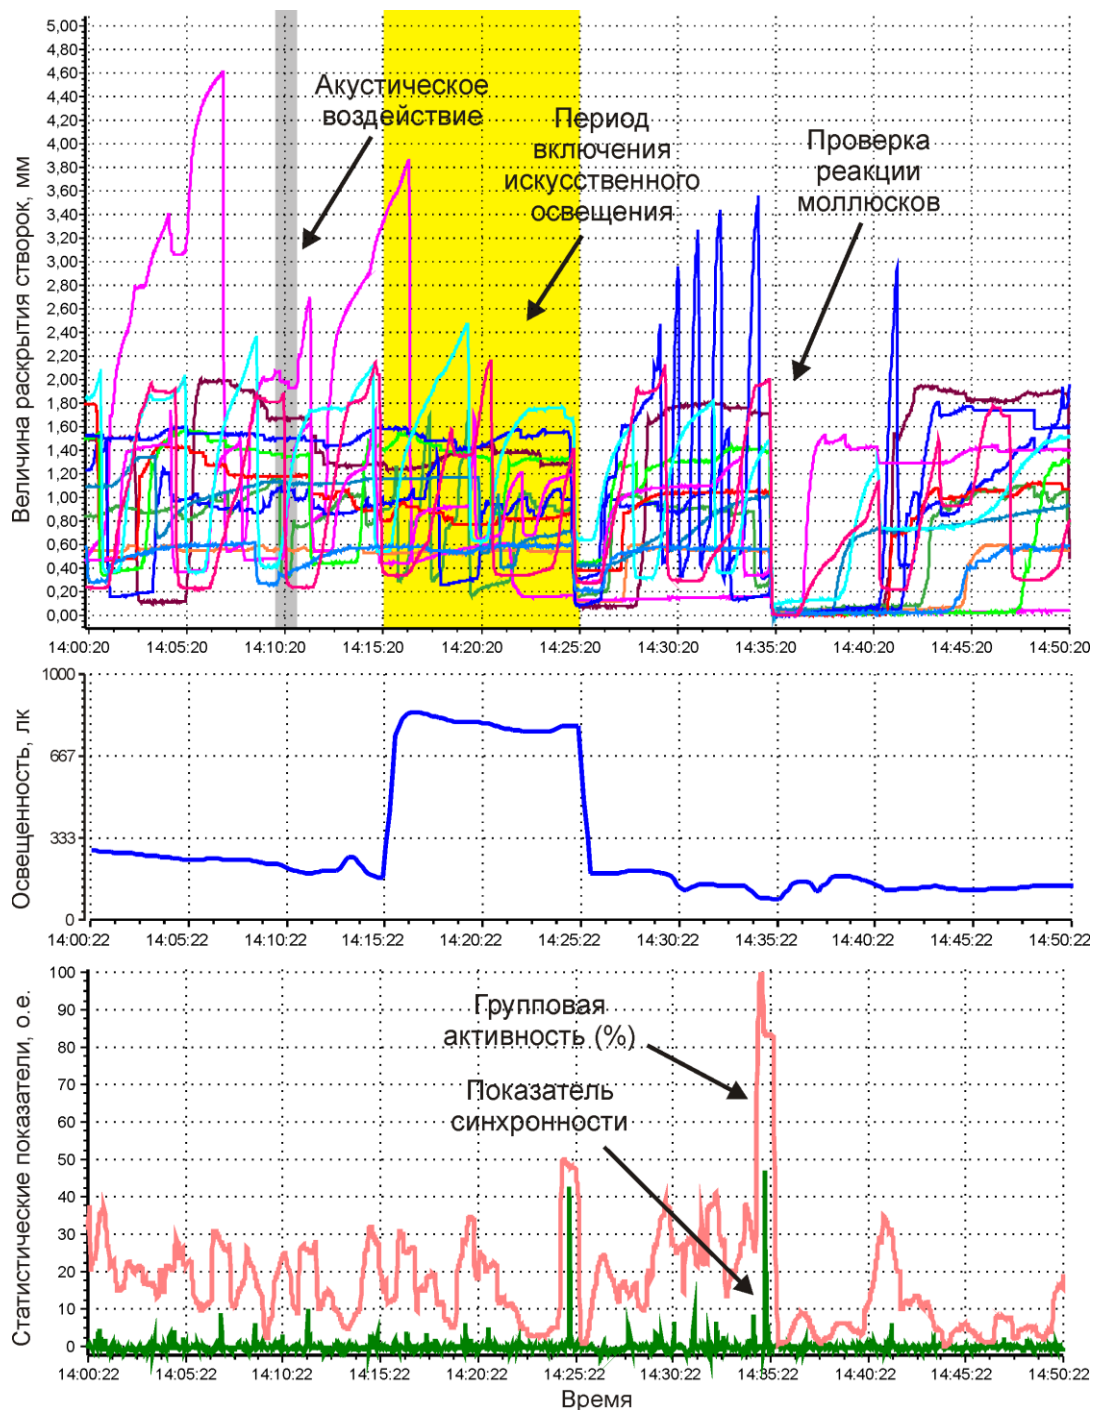 5,00
4,80
4,60
4,40
4,20
4,00
3,80
3,60
3,40
3,20
3,00
2,80
2,60
2,40
2,20
2,00
1,80
1,60
1,40
1,20
1,00
0,80
0,60
0,40
0,20
0,00
Величина раскрытия створок, мм
Акустическое
воздействие
Период
включения
искусственного
освещения
Проверка
реакции
моллюсков
14:00:20 14:05:20 14:10:20 14:15:20 14:20:20 14:25:20 14:30:20 14:35:20 14:40:20 14:45:20 14:50:20
1000
667
333
0
Освещенность, лк
14:00:22 14:05:22 14:10:22 14:15:22 14:20:22 14:25:22 14:30:22 14:35:22 14:40:22 14:45:22 14:50:22
100
90
80
70
60
50
40
30
20
10
0
Статистические показатели, о.е.
Групповая
активность (%)
Показатель
синхронности
14:00:22 14:05:22 14:10:22 14:15:22 14:20:22 14:25:22 14:30:22 14:35:22 14:40:22 14:45:22 14:50:22
Время